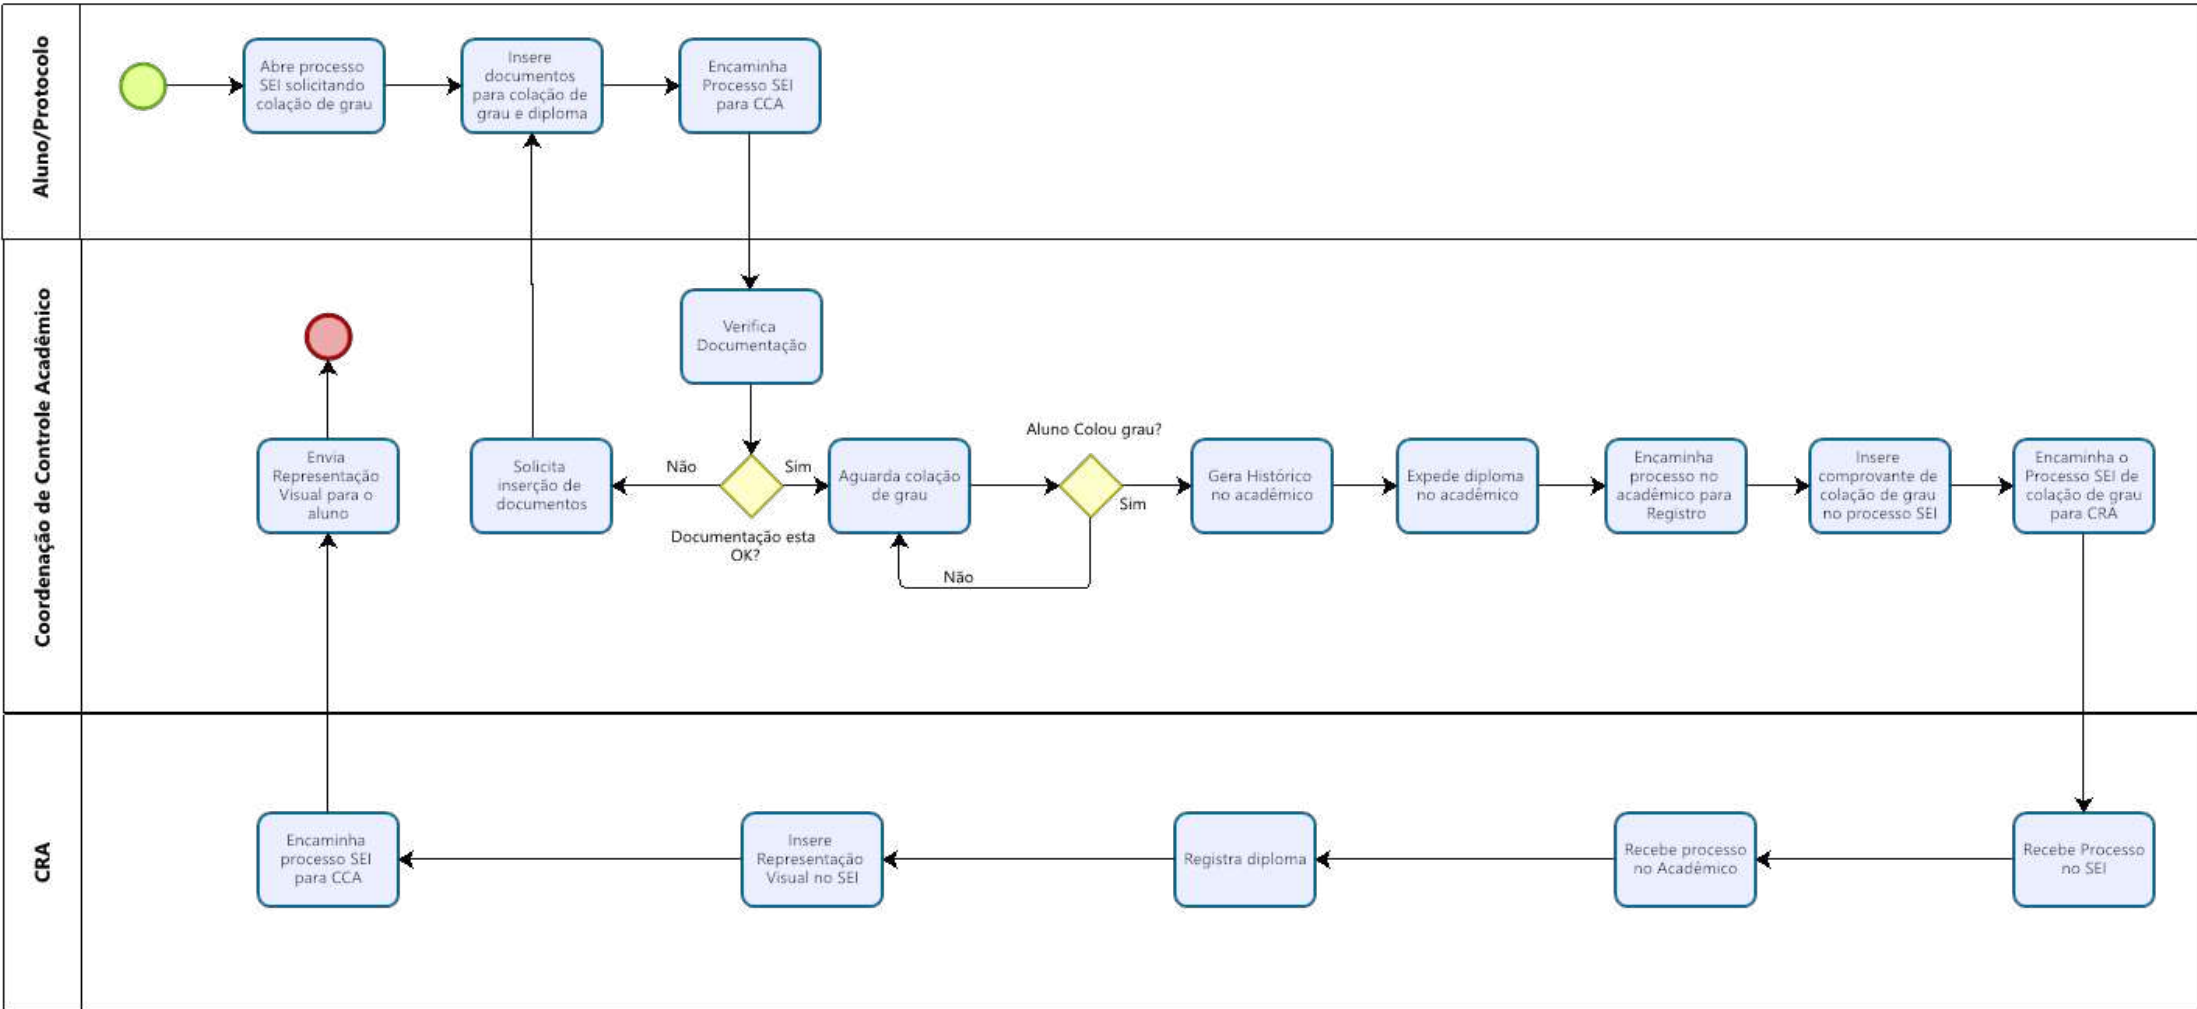 Aluno/Protocolo
Abre processo
SEI solicitando
colação de grau
Insere
documentos
para colação de
grau e diploma
Encaminha
Processo SEI
para CCA
Coordenação de Controle Acadêmico
Verifica
Documentação
Envia
Representação
Visual para o
aluno
Solicita
inserção de
documentos
Não
Sim
Documentação esta
OK?
Aguarda colação
de grau
Aluno Colou grau?
Sim
Não
Gera Histórico
no acadêmico
Expede diploma
no acadêmico
Encaminha
processo no
acadêmico para
Registro
Insere
comprovante de
colação de grau
no processo SEI
Encaminha o
Processo SEI de
colação de grau
para CRA
CRA
Encaminha
processo SEI
para CCA
Insere
Representação
Visual no SEI
Registra diploma
Recebe processo
no Acadêmico
Recebe Processo
no SEI